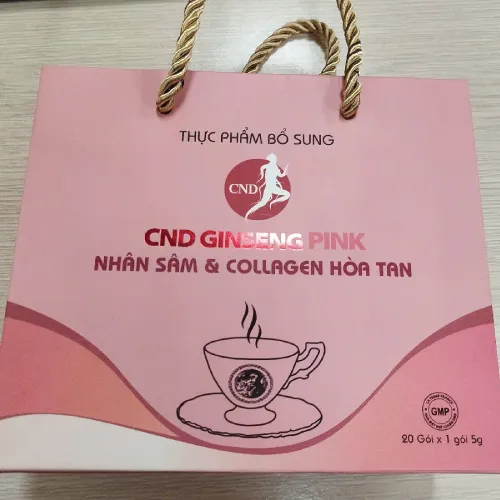 THỰC PHẨM BỔ SUNG
CND
CND GINSENG PINK
NHÂN SÂM & COLLAGEN HÒA TAN
GMP
20 Gói x 1 gói 5g